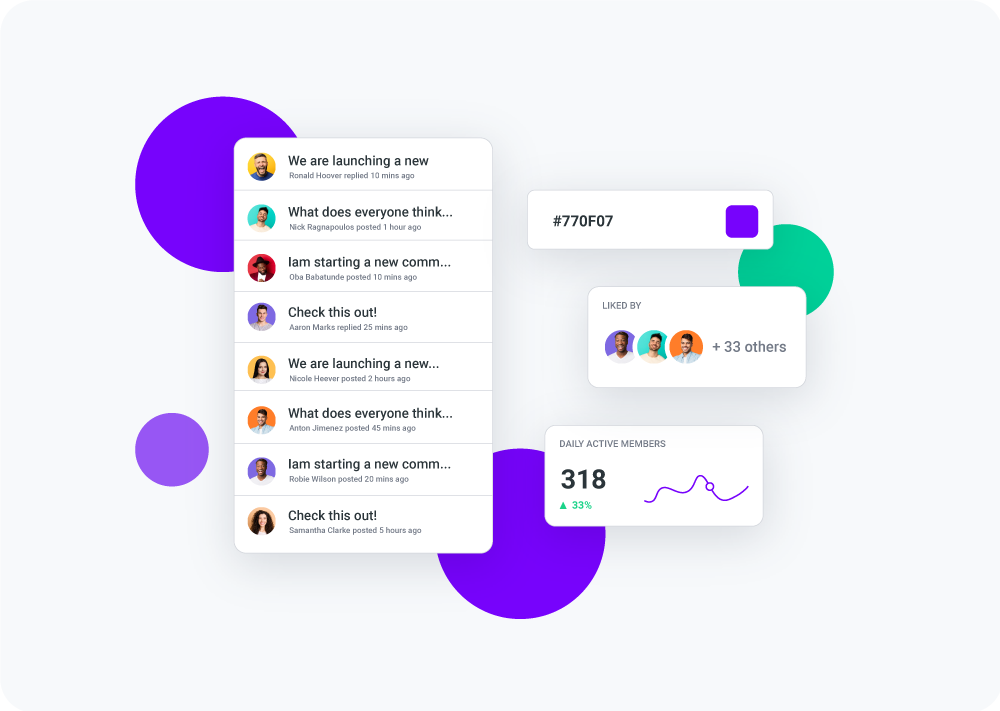 We are launching a new
Ronald Hoover replied 10 mins ago
What does everyone think...
Nick Ragnapoulos posted 1 hour ago
Iam starting a new comm...
Oba Babatunde posted 10 mins ago
Check this out!
Aaron Marks replied 25 mins ago
We are launching a new...
Nicole Heever posted 2 hours ago
What does everyone think...
Anton Jimenez posted 45 mins ago
Iam starting a new comm...
Robie Wilson posted 20 mins ago
Check this out!
Samantha Clarke posted 5 hours ago
#770F07
LIKED BY
+ 33 others
DAILY ACTIVE MEMBERS
318
▲ 33%